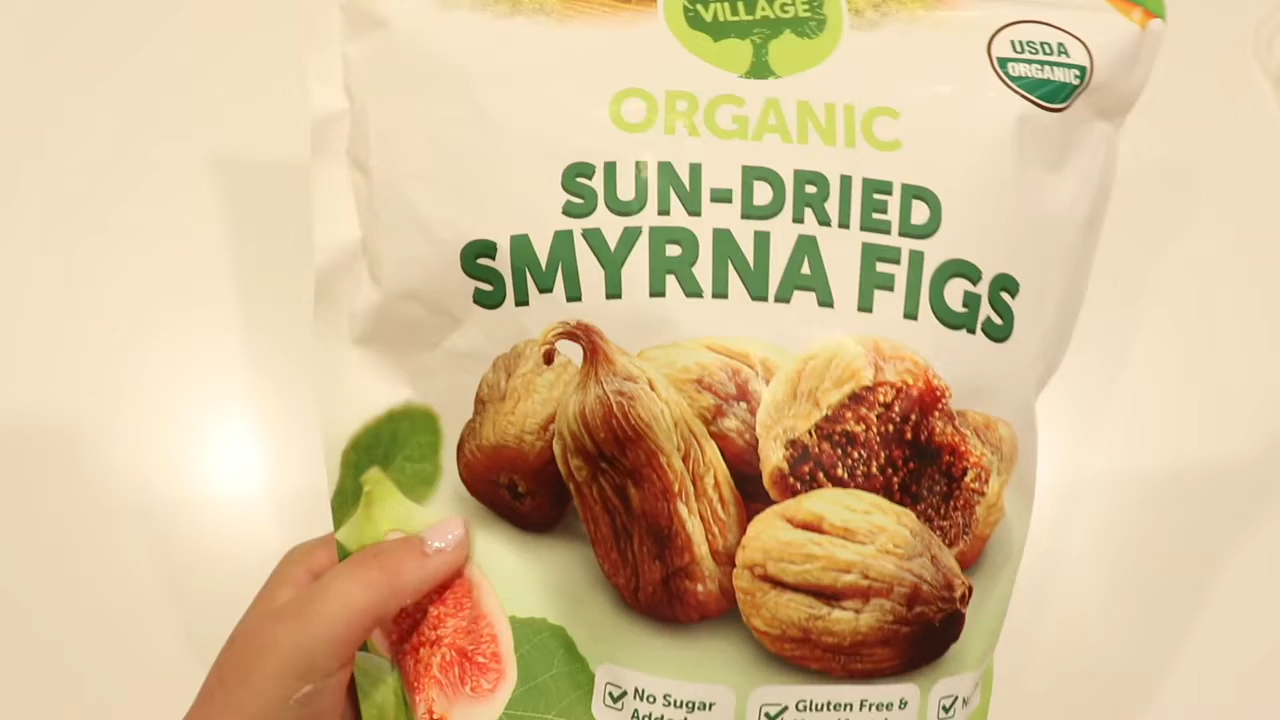 VILLAGE
USDA
ORGANIC
ORGANIC
SUN-DRIED
SMYRNA FIGS
No Sugar
Gluten Free &